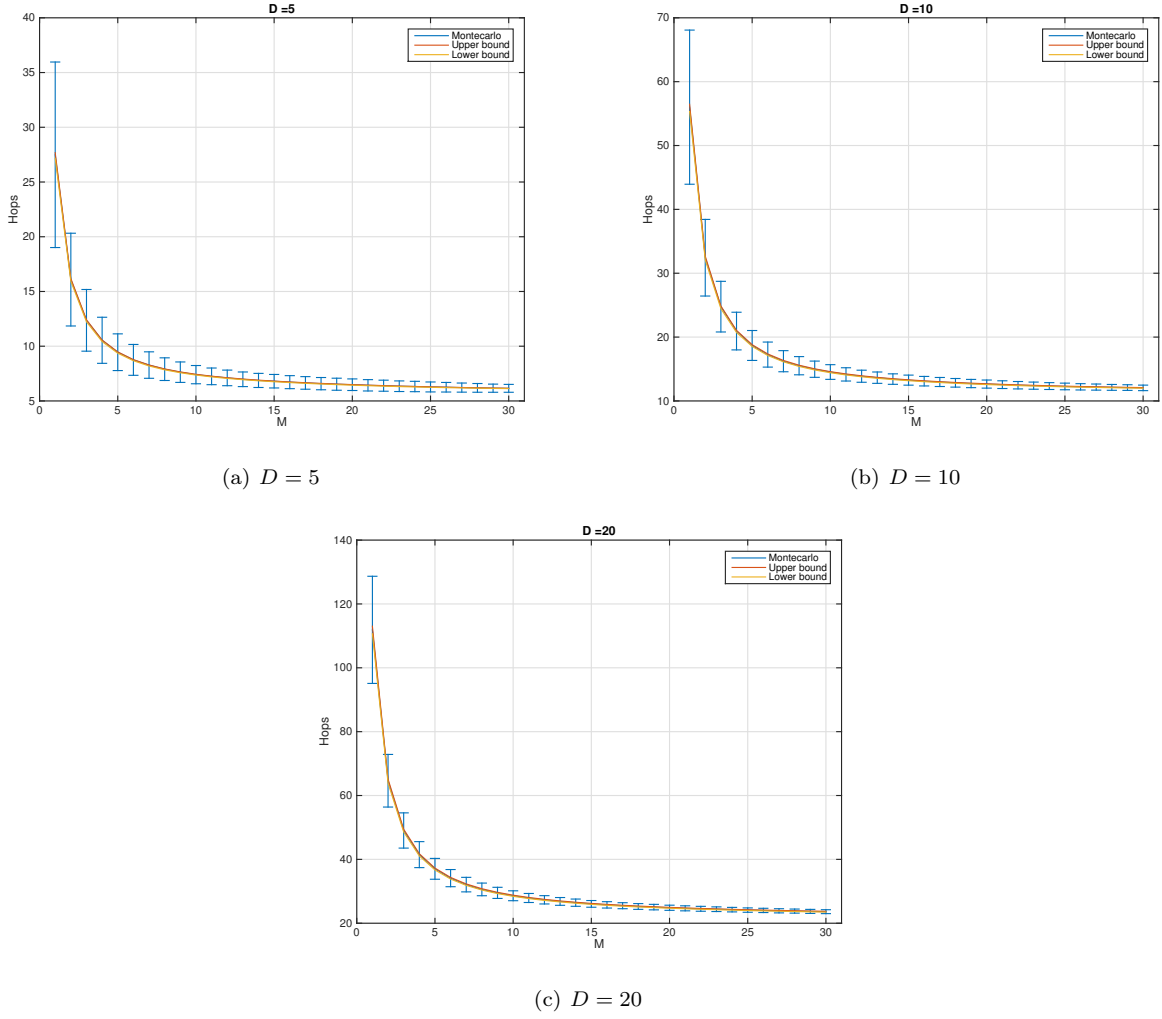 D =5
40
35
30
25
20
15
10
5
Hops
0 5 10 15 20 25 30
M
Montecarlo
Upper bound
Lower bound
(a) D = 5
D =10
70
60
50
40
30
20
10
Hops
0 5 10 15 20 25 30
M
Montecarlo
Upper bound
Lower bound
(b) D = 10
D =20
140
120
100
80
60
40
20
Hops
0 5 10 15 20 25 30
M
Montecarlo
Upper bound
Lower bound
(c) D = 20